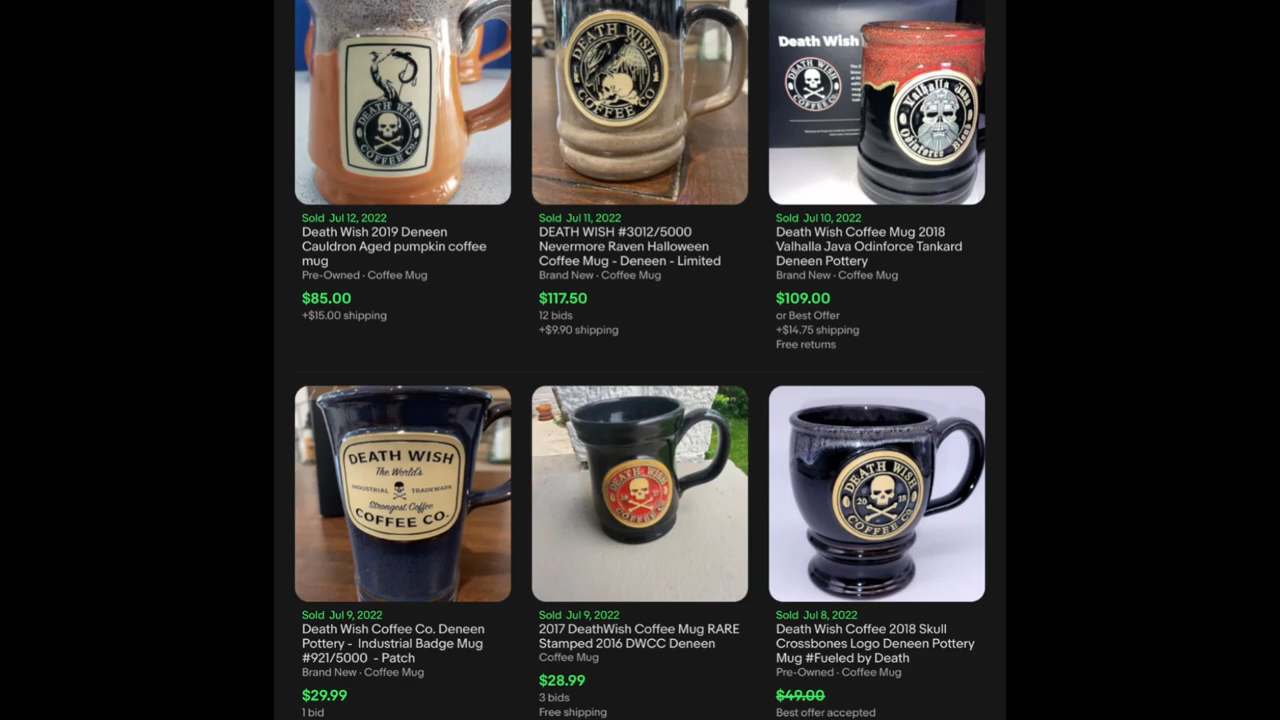 DEATH WISH
COFFEE CO.
DEATH WISH
COFFEE CO
Death Wish
DEATH WISH
COFFEE CO.
Valhalla Java
Odinforce Blend
Sold Jul 12, 2022
Death Wish 2019 Deneen
Cauldron Aged pumpkin coffee
mug
Pre-Owned · Coffee Mug
$85.00
+$15.00 shipping
Sold Jul 11, 2022
DEATH WISH #3012/5000
Nevermore Raven Halloween
Coffee Mug - Deneen - Limited
Brand New · Coffee Mug
$117.50
12 bids
+$9.90 shipping
Sold Jul 10, 2022
Death Wish Coffee Mug 2018
Valhalla Java Odinforce Tankard
Deneen Pottery
Brand New · Coffee Mug
$109.00
or Best Offer
+$14.75 shipping
Free returns
DEATH WISH
The World's
INDUSTRIAL TRADEMARK
Strongest Coffee
COFFEE CO.
DEATH WISH
COFFEE CO
DEATH WISH
20 18
COFFEE CO
Sold Jul 9, 2022
Death Wish Coffee Co. Deneen
Pottery - Industrial Badge Mug
#921/5000 - Patch
Brand New · Coffee Mug
$29.99
1 bid
Sold Jul 9, 2022
2017 DeathWish Coffee Mug RARE
Stamped 2016 DWCC Deneen
Coffee Mug
$28.99
3 bids
Free shipping
Sold Jul 8, 2022
Death Wish Coffee 2018 Skull
Crossbones Logo Deneen Pottery
Mug #Fueled by Death
Pre-Owned · Coffee Mug
$49.00
Best offer accepted